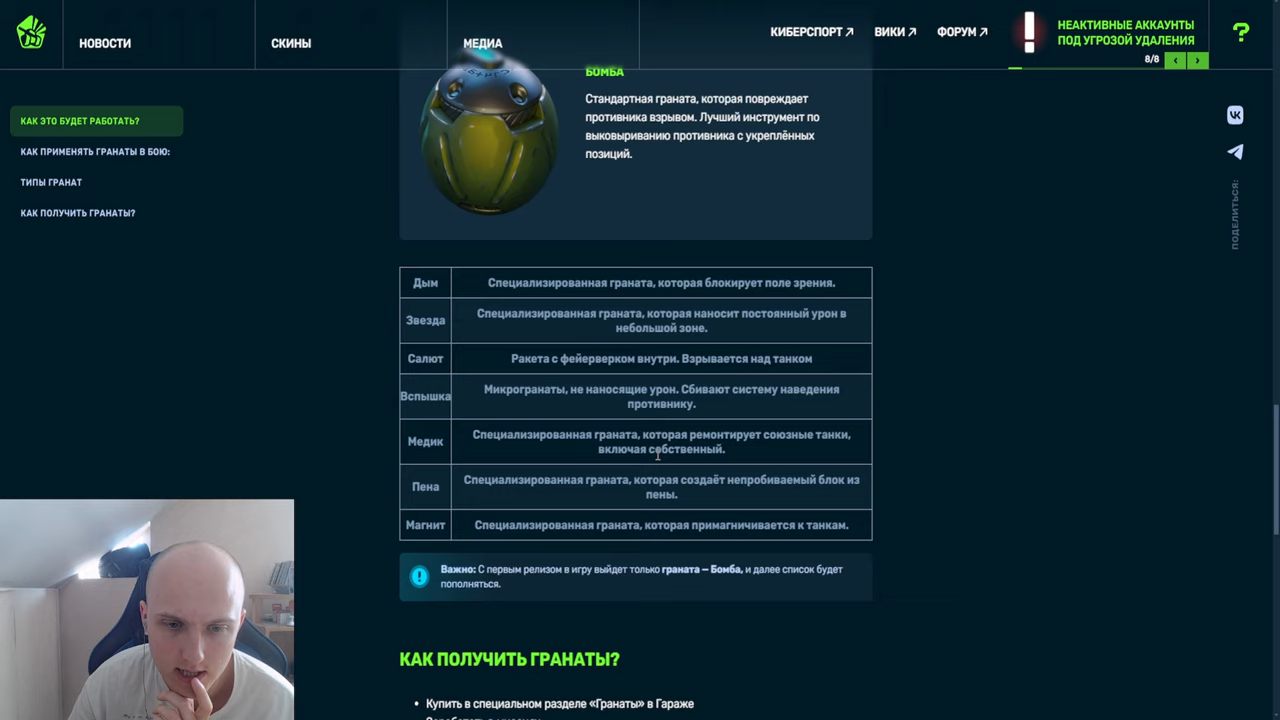 НОВОСТИ
СКИНЫ
МЕДИА
КИБЕРСПОРТ
ВИКИ
ФОРУМ
НЕАКТИВНЫЕ АККАУНТЫ
ПОД УГРОЗОЙ УДАЛЕНИЯ
8/8
?
КАК ЭТО БУДЕТ РАБОТАТЬ?
КАК ПРИМЕНЯТЬ ГРАНАТЫ В БОЮ:
ТИПЫ ГРАНАТ
КАК ПОЛУЧИТЬ ГРАНАТЫ?
ПОДЕЛИТЬСЯ:
БОМБА
Стандартная граната, которая повреждает
противника взрывом. Лучший инструмент по
выковыриванию противника с укреплённых
позиций.
Дым
Специализированная граната, которая блокирует поле зрения.
Звезда
Специализированная граната, которая наносит постоянный урон в
небольшой зоне.
Салют
Ракета с фейерверком внутри. Взрывается над танком
Вспышка
Микрогранаты, не наносящие урон. Сбивают систему наведения
противнику.
Медик
Специализированная граната, которая ремонтирует союзные танки,
включая собственный.
Пена
Специализированная граната, которая создаёт непробиваемый блок из
пены.
Магнит
Специализированная граната, которая примагничивается к танкам.
Важно: С первым релизом в игру выйдет только граната — Бомба, и далее список будет
пополняться.
КАК ПОЛУЧИТЬ ГРАНАТЫ?
• Купить в специальном разделе «Гранаты» в Гараже